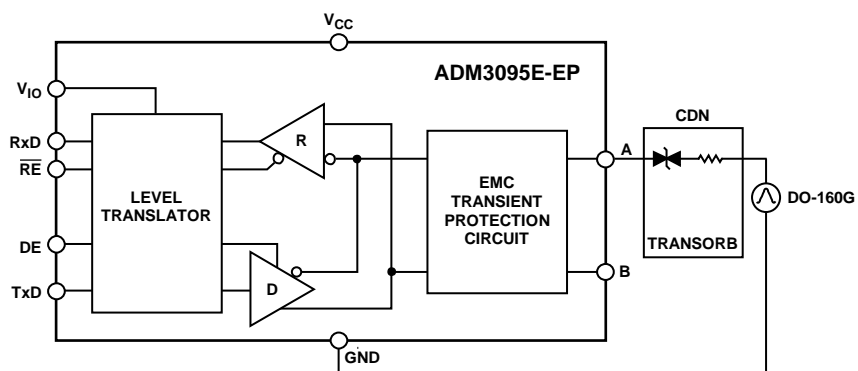 VCC
ADM3095E-EP
VIO
RxD
RE
DE
TxD
LEVEL
TRANSLATOR
R
D
EMC
TRANSIENT
PROTECTION
CIRCUIT
A
B
CDN
TRANSORB
DO-160G
GND